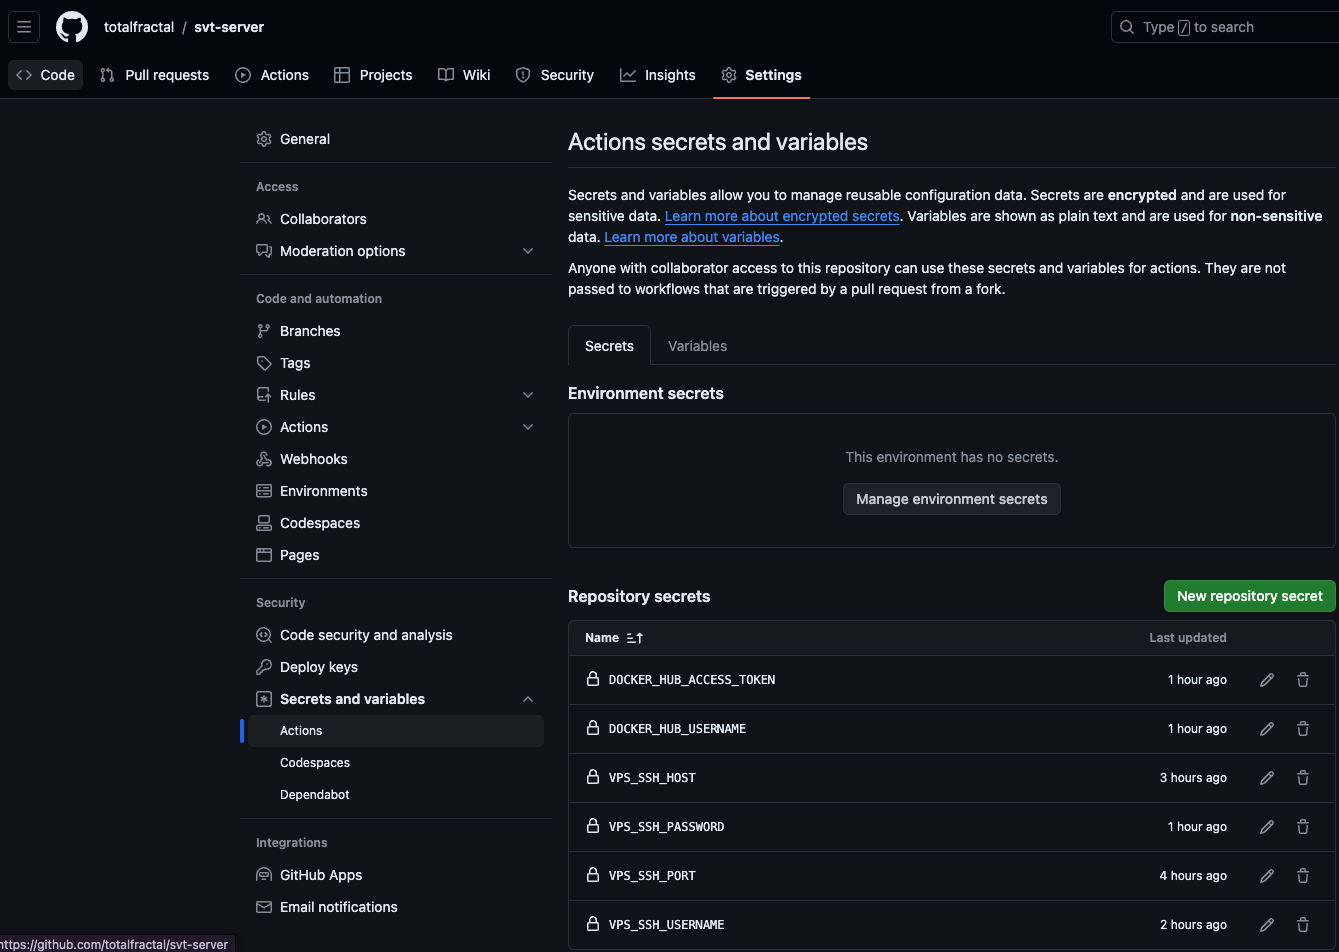 totalfractal / svt-server
Type / to search
Code
Pull requests
Actions
Projects
Wiki
Security
Insights
Settings
General
Access
Collaborators
Moderation options
Code and automation
Branches
Tags
Rules
Actions
Webhooks
Environments
Codespaces
Pages
Security
Code security and analysis
Deploy keys
Secrets and variables
Actions
Codespaces
Dependabot
Integrations
GitHub Apps
Email notifications
Actions secrets and variables
Secrets and variables allow you to manage reusable configuration data. Secrets are encrypted and are used for
sensitive data. Learn more about encrypted secrets. Variables are shown as plain text and are used for non-sensitive
data. Learn more about variables.
Anyone with collaborator access to this repository can use these secrets and variables for actions. They are not
passed to workflows that are triggered by a pull request from a fork.
Secrets
Variables
Environment secrets
This environment has no secrets.
Manage environment secrets
Repository secrets
New repository secret
Name
Last updated
DOCKER_HUB_ACCESS_TOKEN 1 hour ago
DOCKER_HUB_USERNAME 1 hour ago
VPS_SSH_HOST 3 hours ago
VPS_SSH_PASSWORD 1 hour ago
VPS_SSH_PORT 4 hours ago
VPS_SSH_USERNAME 2 hours ago
https://github.com/totalfractal/svt-server